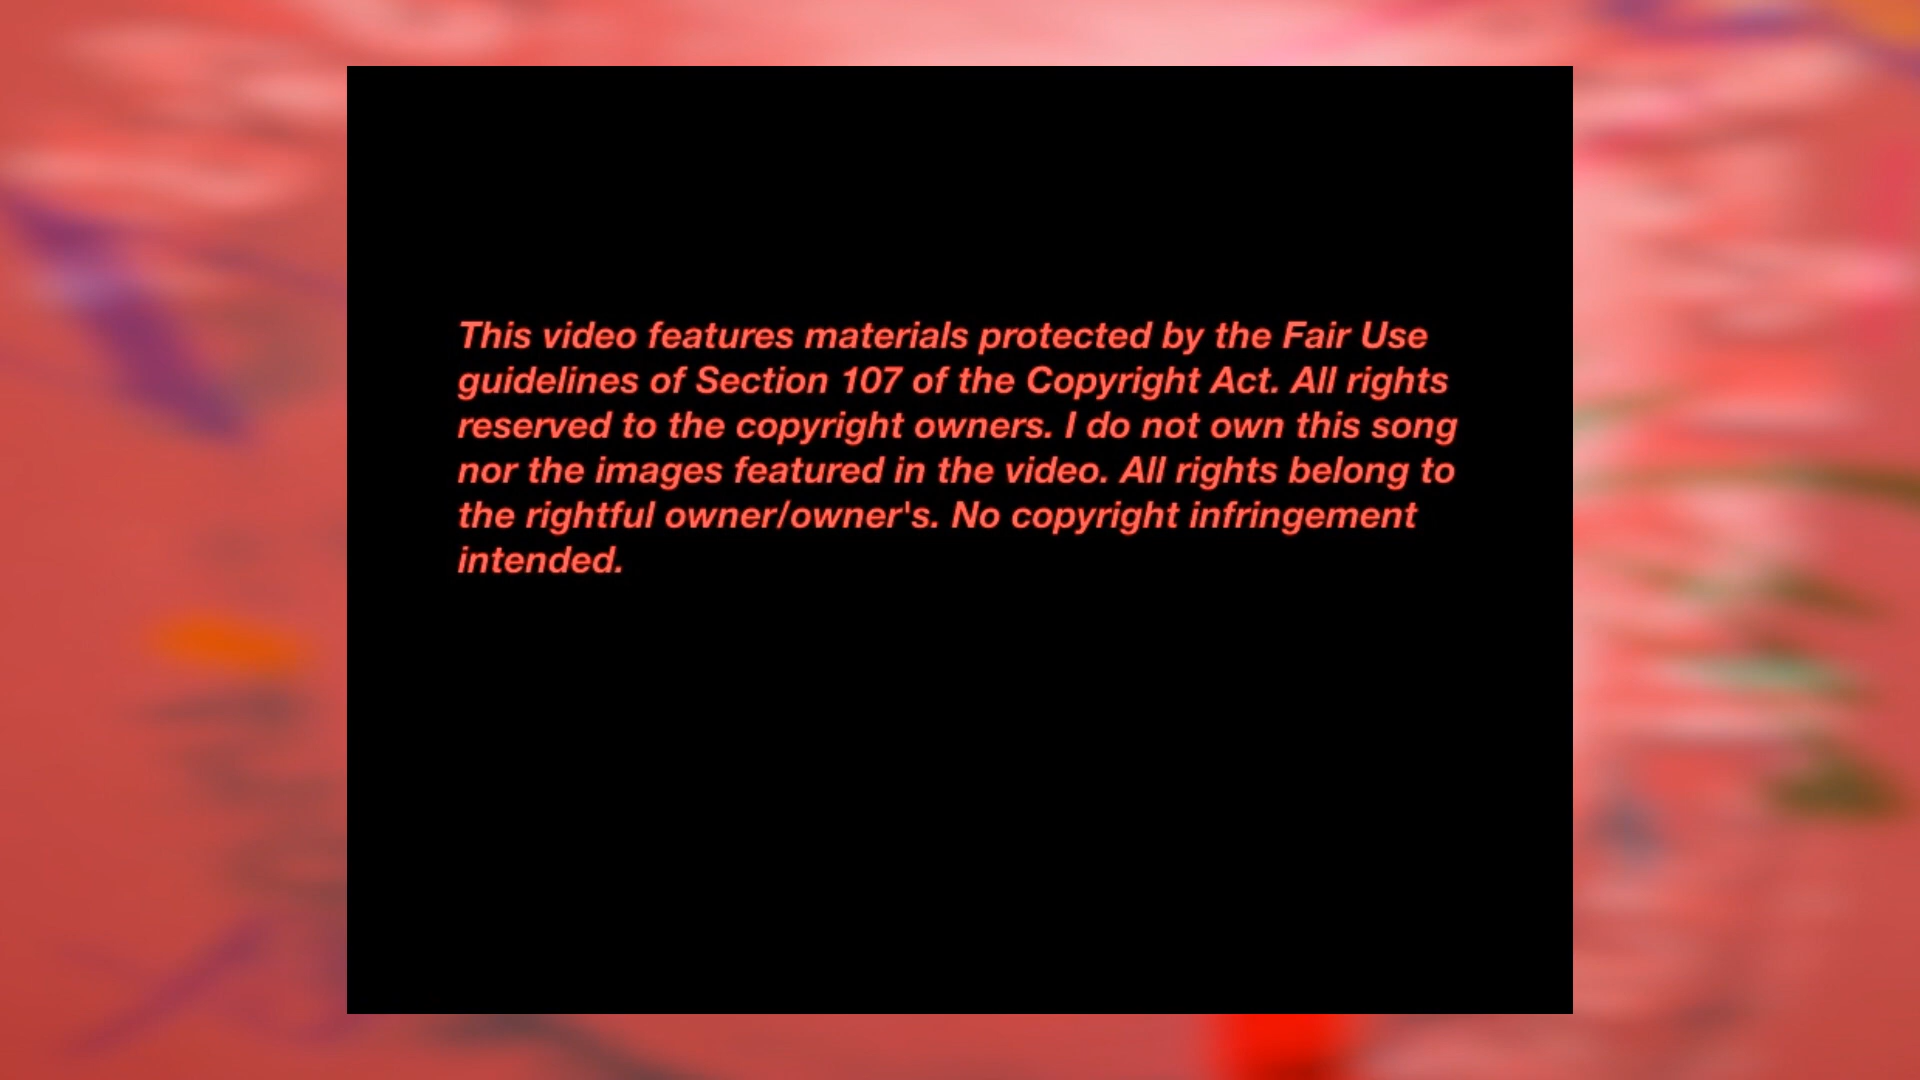 This video features materials protected by the Fair Use
guidelines of Section 107 of the Copyright Act. All rights
reserved to the copyright owners. I do not own this song
nor the images featured in the video. All rights belong to
the rightful owner/owner's. No copyright infringement
intended.